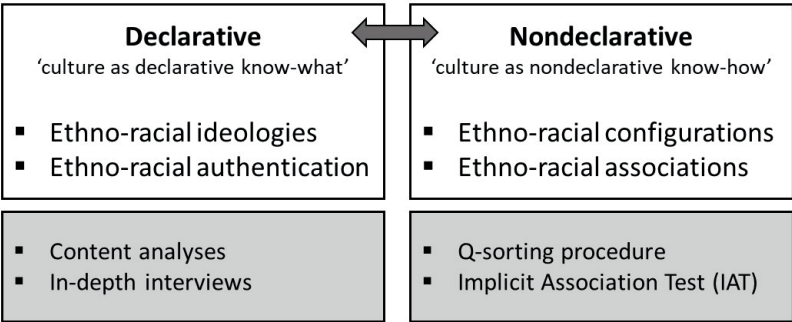 Declarative
‘culture as declarative know-what’
▪ Ethno-racial ideologies
▪ Ethno-racial authentication
▪ Content analyses
▪ In-depth interviews
Nondeclarative
‘culture as nondeclarative know-how’
▪ Ethno-racial configurations
▪ Ethno-racial associations
▪ Q-sorting procedure
▪ Implicit Association Test (IAT)